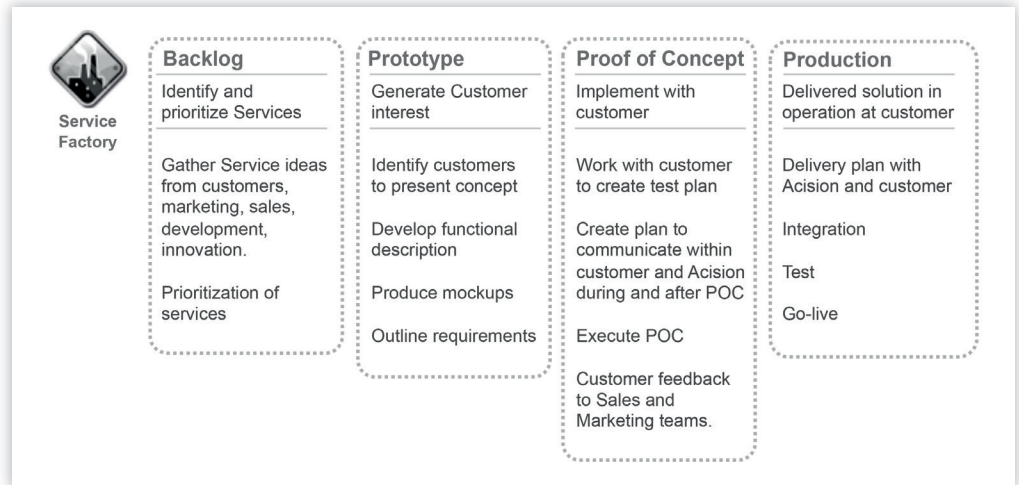 Service
Factory
Backlog
Identify and
prioritize Services
Gather Service ideas
from customers,
marketing, sales,
development,
innovation.
Prioritization of
services
Prototype
Generate Customer
interest
Identify customers
to present concept
Develop functional
description
Produce mockups
Outline requirements
Proof of Concept
Implement with
customer
Work with customer
to create test plan
Create plan to
communicate within
customer and Acision
during and after POC
Execute POC
Customer feedback
to Sales and
Marketing teams.
Production
Delivered solution in
operation at customer
Delivery plan with
Acision and customer
Integration
Test
Go-live